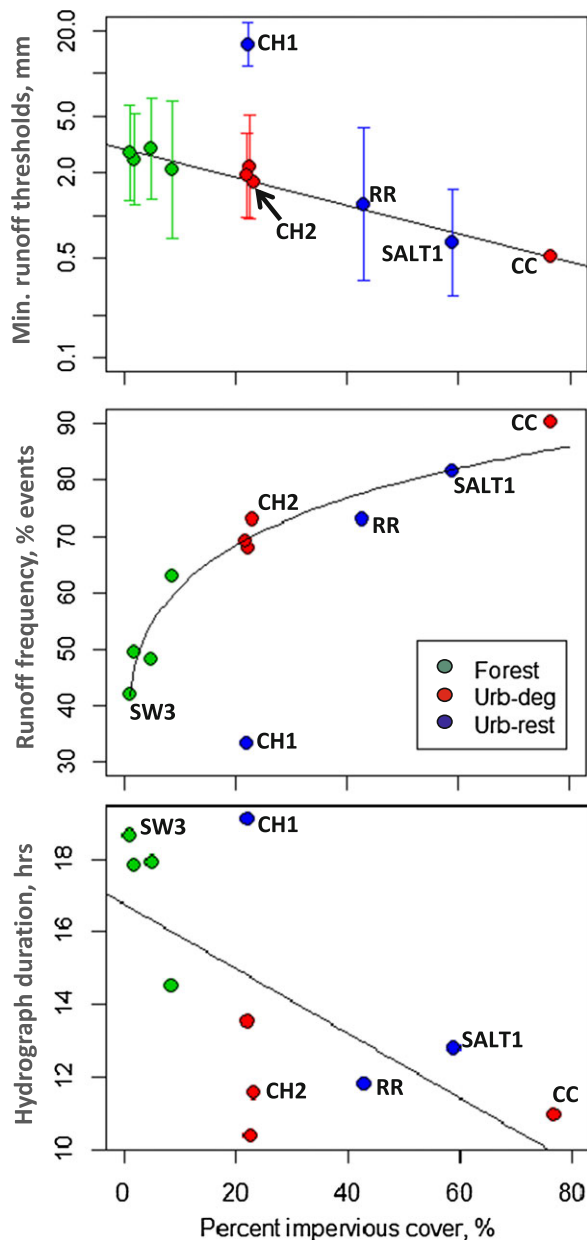 Min. runoff thresholds, mm
20.0
5.0
2.0
0.5
0.1
CH1
CH2
RR
SALT1
CC
Runoff frequency, % events
90
80
70
60
50
40
30
CC
SALT1
CH2
RR
SW3
CH1
Forest
Urb-deg
Urb-rest
Hydrograph duration, hrs
18
16
14
12
10
SW3
CH1
SALT1
CH2
RR
CC
0 20 40 60 80
Percent impervious cover, %